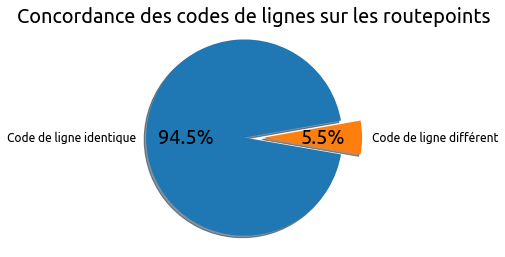 Concordance des codes de lignes sur les routepoints
Code de ligne identique
94.5%
5.5%
Code de ligne différent